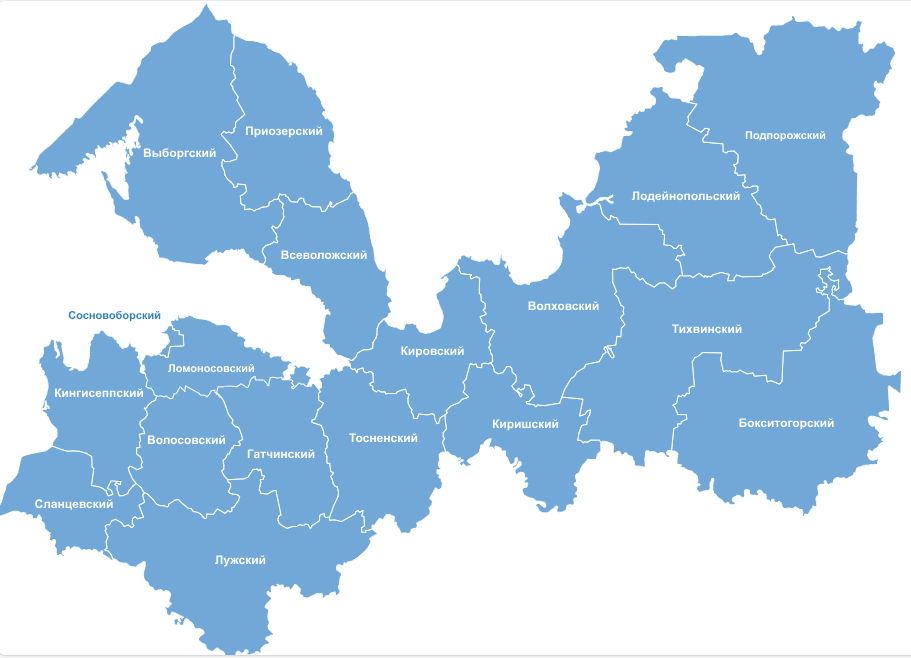 Приозерский
Подпорожский
Выборгский
Лодейнопольский
Всеволожский
Волховский
Сосновоборский
Тихвинский
Кировский
Ломоносовский
Кингисеппский
Бокситогорский
Киришский
Волосовский
Тосненский
Гатчинский
Сланцевский
Лужский